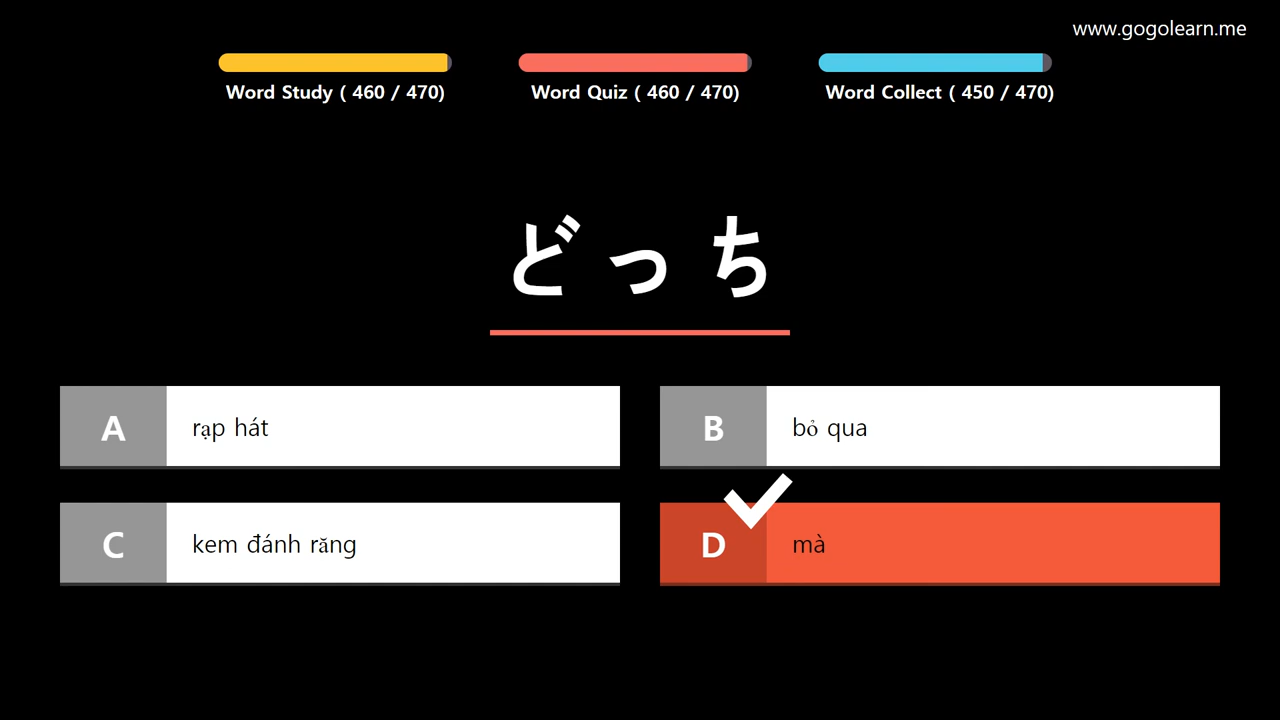 www.gogolearn.me
Word Study ( 460 / 470)
Word Quiz ( 460 / 470)
Word Collect ( 450 / 470)
どっち
A rạp hát
B bỏ qua
C kem đánh răng
D mà